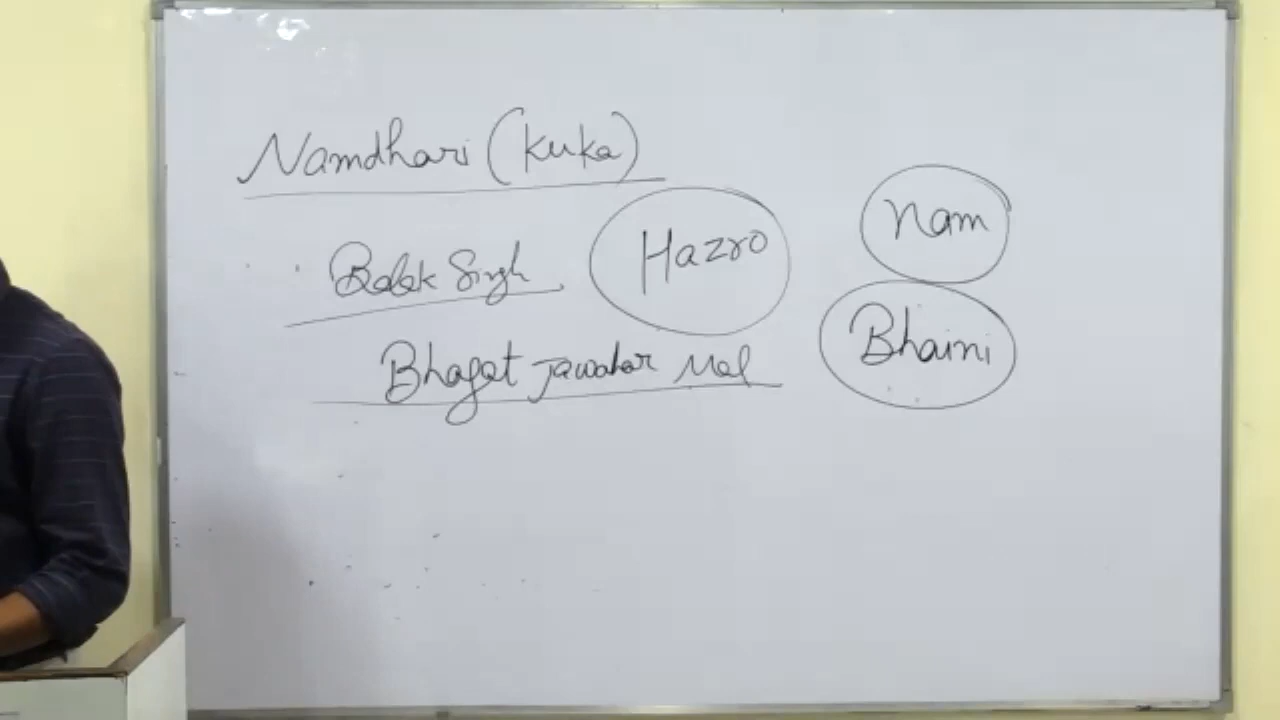 Namdhari (Kuka)
Balak Singh
Hazro
Nam
Bhagat Jawahar Mal
Bhaini